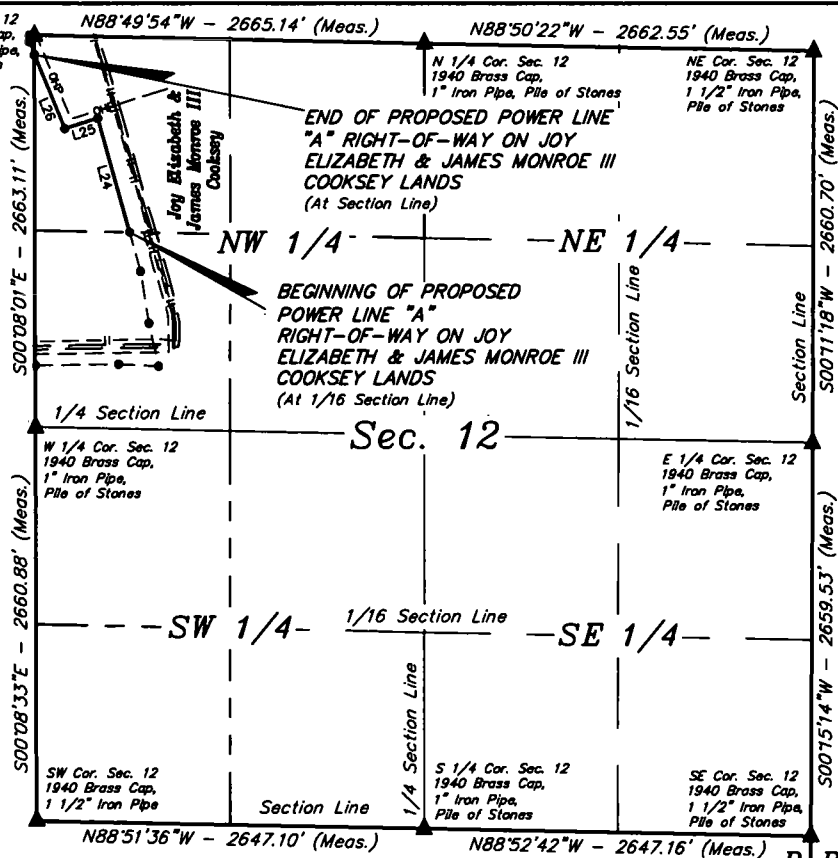 N88°49'54"W - 2665.14' (Meas.)
N88°50'22"W - 2662.55' (Meas.)
12
N 1/4 Cor. Sec. 12
1940 Brass Cap,
1" Iron Pipe, Pile of Stones
NE Cor. Sec. 12
1940 Brass Cap,
1 1/2" Iron Pipe,
Pile of Stones
OHP
L26
L25
L24
Joy Elizabeth &
James Monroe III
Cooksey
END OF PROPOSED POWER LINE
"A" RIGHT-OF-WAY ON JOY
ELIZABETH & JAMES MONROE III
COOKSEY LANDS
(At Section Line)
S00°08'01"E - 2663.11' (Meas.)
S00°11'18"W - 2660.70' (Meas.)
NW 1/4
NE 1/4
BEGINNING OF PROPOSED
POWER LINE "A"
RIGHT-OF-WAY ON JOY
ELIZABETH & JAMES MONROE III
COOKSEY LANDS
(At 1/16 Section Line)
1/16 Section Line
Section Line
1/4 Section Line
Sec. 12
W 1/4 Cor. Sec. 12
1940 Brass Cap,
1" Iron Pipe,
Pile of Stones
E 1/4 Cor. Sec. 12
1940 Brass Cap,
1" Iron Pipe,
Pile of Stones
S00°08'33"E - 2660.88' (Meas.)
S00°15'14"W - 2659.53' (Meas.)
SW 1/4
1/16 Section Line
SE 1/4
1/4 Section Line
SW Cor. Sec. 12
1940 Brass Cap,
1 1/2" Iron Pipe
Section Line
S 1/4 Cor. Sec. 12
1940 Brass Cap,
1" Iron Pipe,
Pile of Stones
SE Cor. Sec. 12
1940 Brass Cap,
1 1/2" Iron Pipe,
Pile of Stones
N88°51'36"W - 2647.10' (Meas.)
N88°52'42"W - 2647.16' (Meas.)